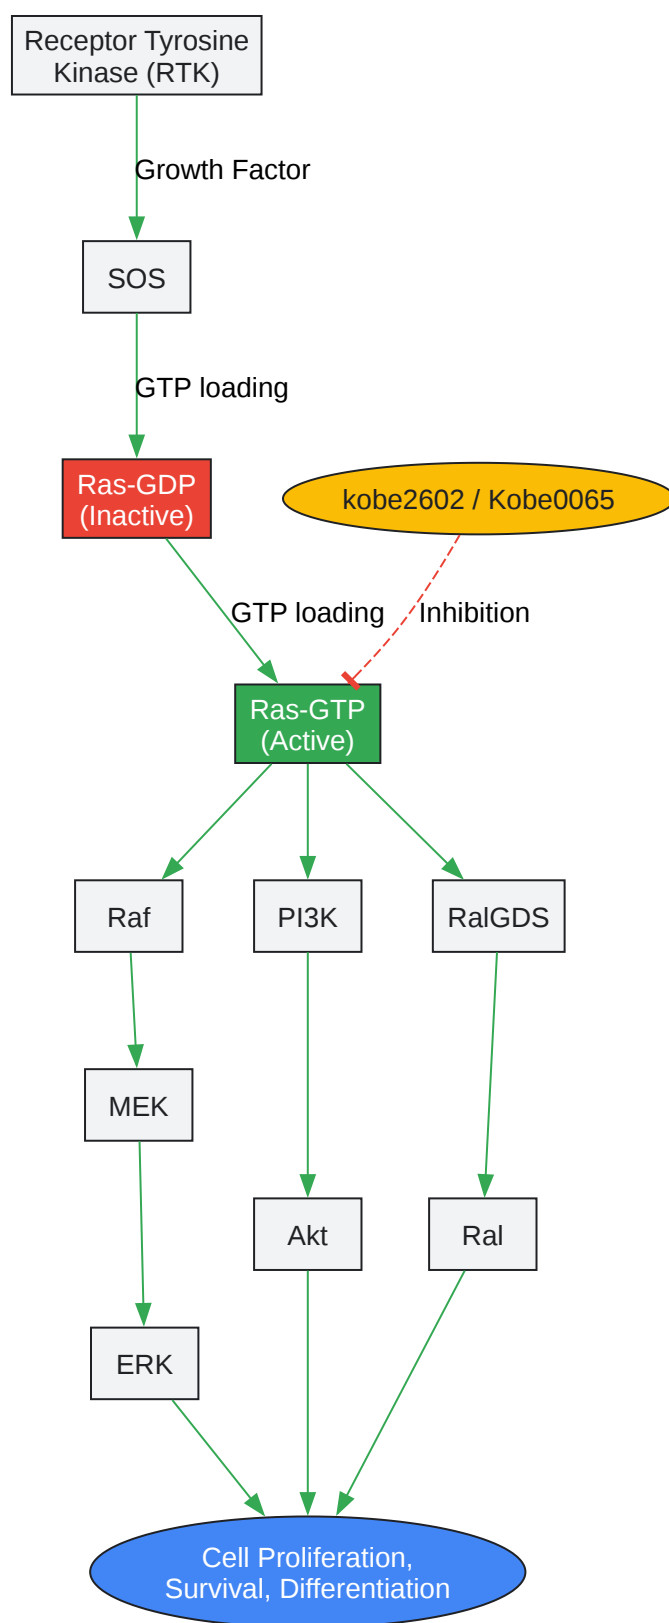 Receptor Tyrosine
Kinase (RTK)
Growth Factor
SOS
GTP loading
Ras-GDP
(Inactive)
kobe2602 / Kobe0065
GTP loading
Inhibition
Ras-GTP
(Active)
Raf
PI3K
RalGDS
MEK
Akt
Ral
ERK
Cell Proliferation,
Survival, Differentiation